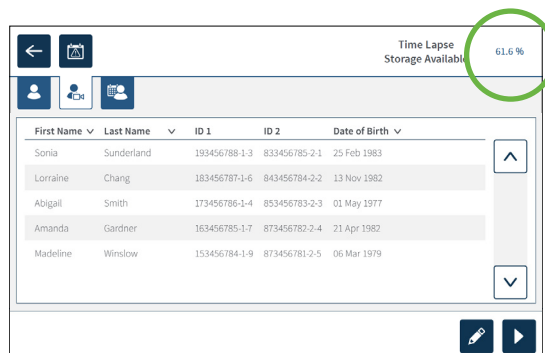 Time Lapse
Storage Available
61.6 %
First Name Last Name ID 1 ID 2 Date of Birth
Sonia Sunderland 193456788-1-3 833456785-2-1 25 Feb 1983
Lorraine Chang 183456787-1-6 843456784-2-2 13 Nov 1982
Abigail Smith 173456786-1-4 853456783-2-3 01 May 1977
Amanda Gardner 163456785-1-7 873456782-2-4 21 Apr 1982
Madeline Winslow 153456784-1-9 873456781-2-5 06 Mar 1979